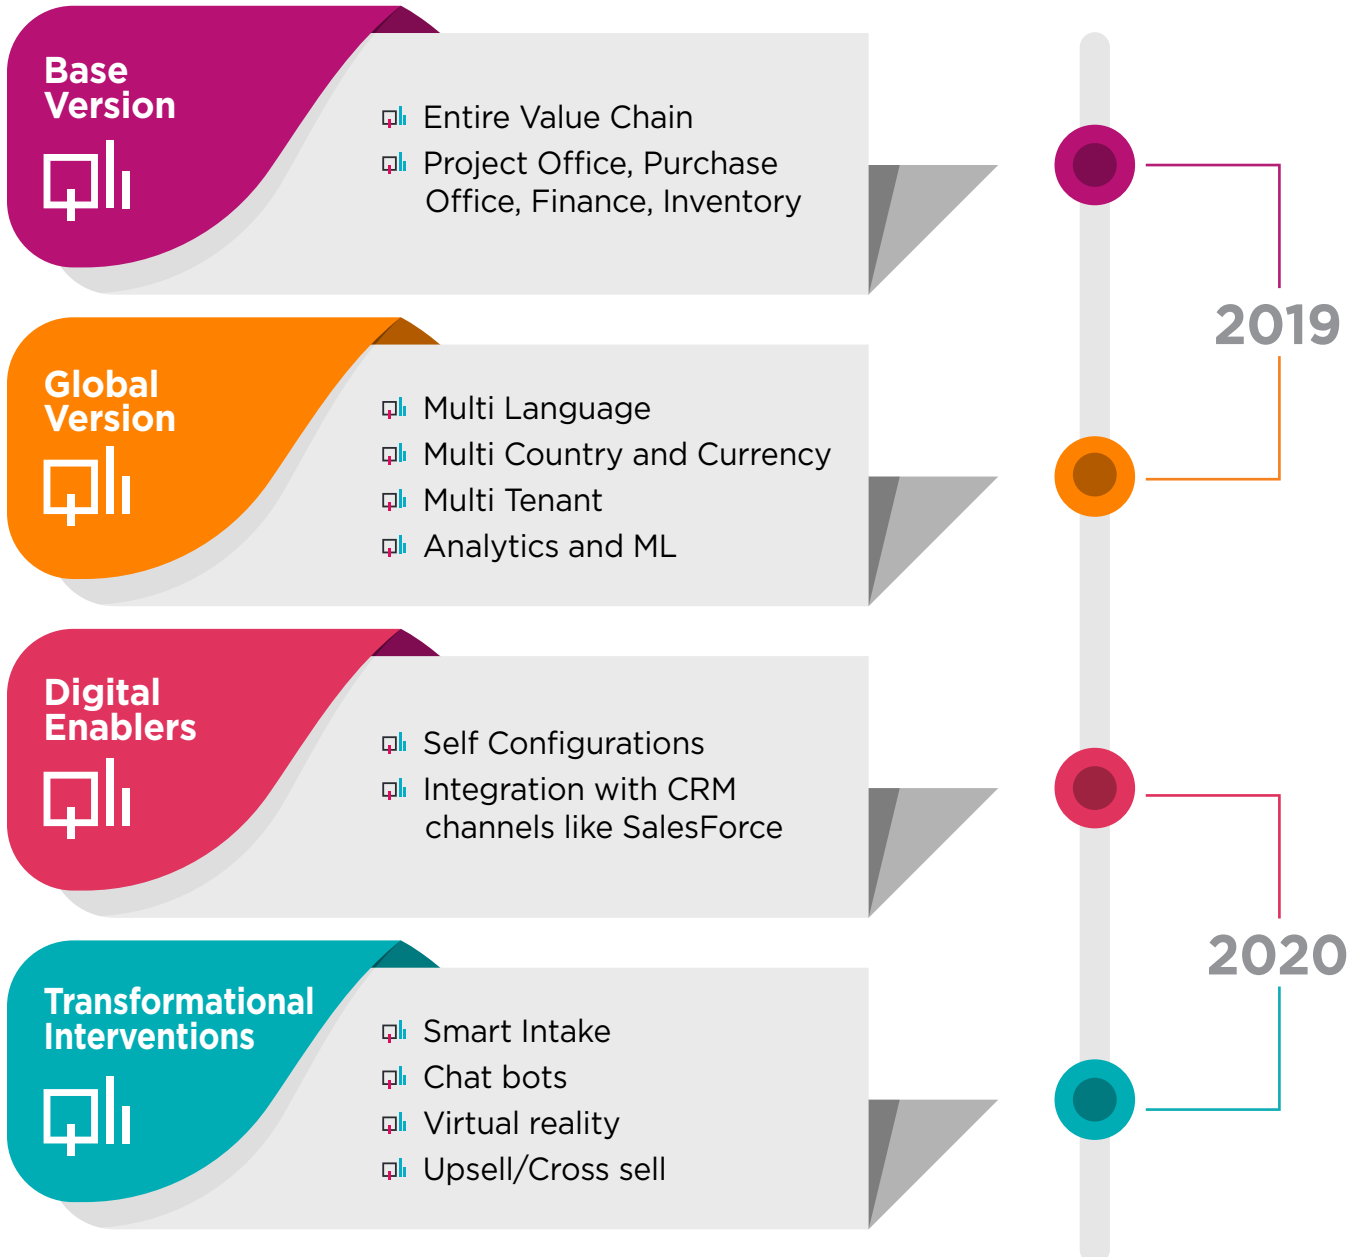 Base
Version
Entire Value Chain
Project Office, Purchase
Office, Finance, Inventory
2019
Global
Version
Multi Language
Multi Country and Currency
Multi Tenant
Analytics and ML
Digital
Enablers
Self Configurations
Integration with CRM
channels like SalesForce
2020
Transformational
Interventions
Smart Intake
Chat bots
Virtual reality
Upsell/Cross sell